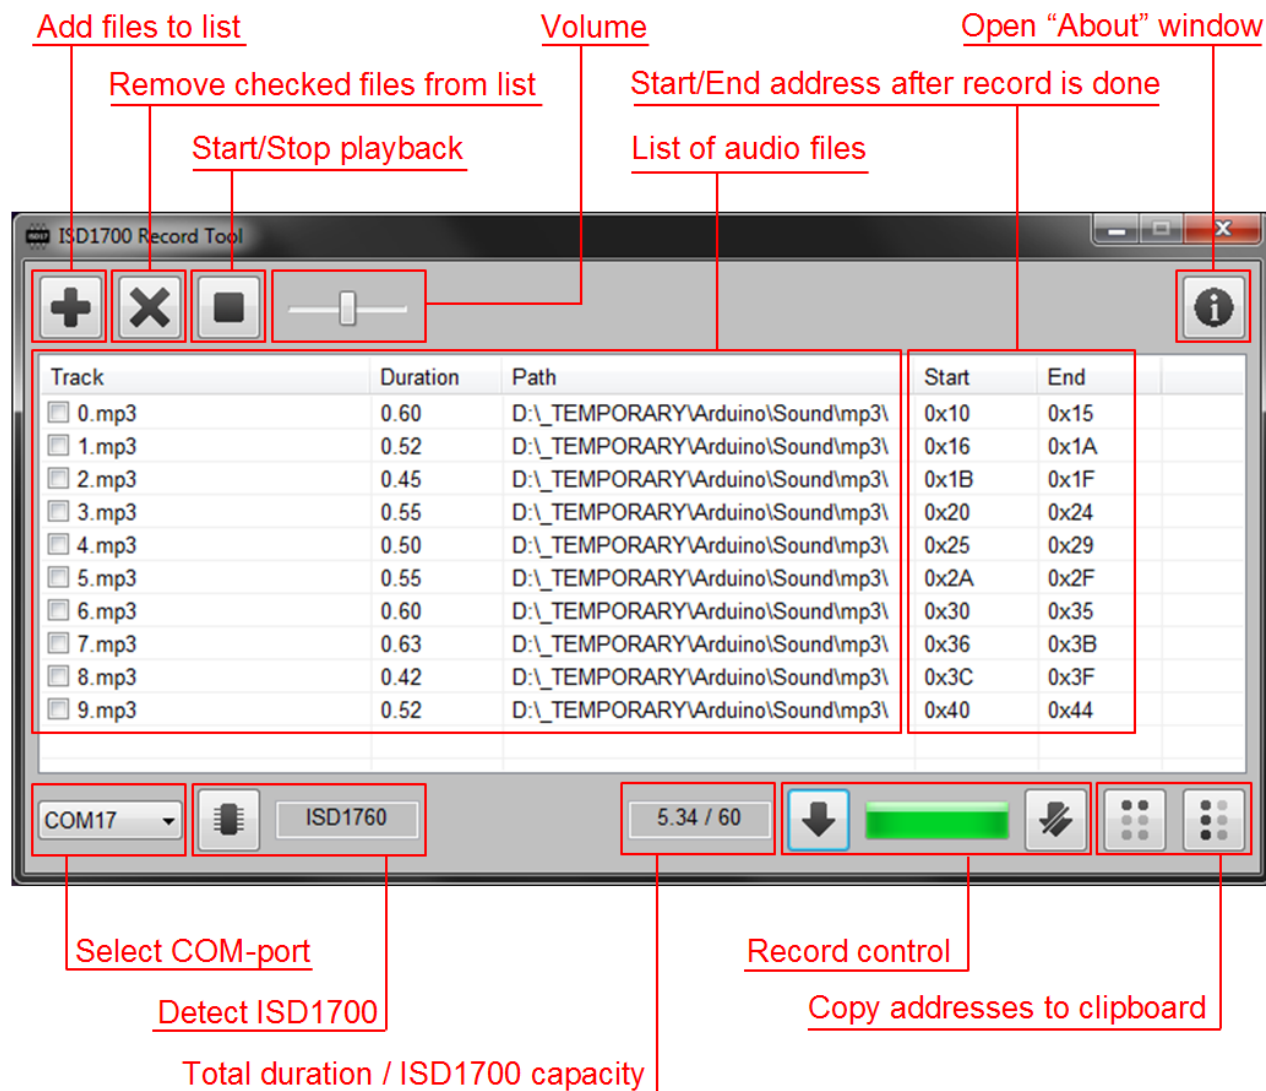 Add files to list
Volume
Open “About” window
Remove checked files from list
Start/End address after record is done
Start/Stop playback
List of audio files
ISD1700 Record Tool
Track Duration Path Start End
0.mp3 0.60 D:\_TEMPORARY\Arduino\Sound\mp3\ 0x10 0x15
1.mp3 0.52 D:\_TEMPORARY\Arduino\Sound\mp3\ 0x16 0x1A
2.mp3 0.45 D:\_TEMPORARY\Arduino\Sound\mp3\ 0x1B 0x1F
3.mp3 0.55 D:\_TEMPORARY\Arduino\Sound\mp3\ 0x20 0x24
4.mp3 0.50 D:\_TEMPORARY\Arduino\Sound\mp3\ 0x25 0x29
5.mp3 0.55 D:\_TEMPORARY\Arduino\Sound\mp3\ 0x2A 0x2F
6.mp3 0.60 D:\_TEMPORARY\Arduino\Sound\mp3\ 0x30 0x35
7.mp3 0.63 D:\_TEMPORARY\Arduino\Sound\mp3\ 0x36 0x3B
8.mp3 0.42 D:\_TEMPORARY\Arduino\Sound\mp3\ 0x3C 0x3F
9.mp3 0.52 D:\_TEMPORARY\Arduino\Sound\mp3\ 0x40 0x44
COM17 ISD1760 5.34 / 60
Select COM-port
Record control
Detect ISD1700
Copy addresses to clipboard
Total duration / ISD1700 capacity